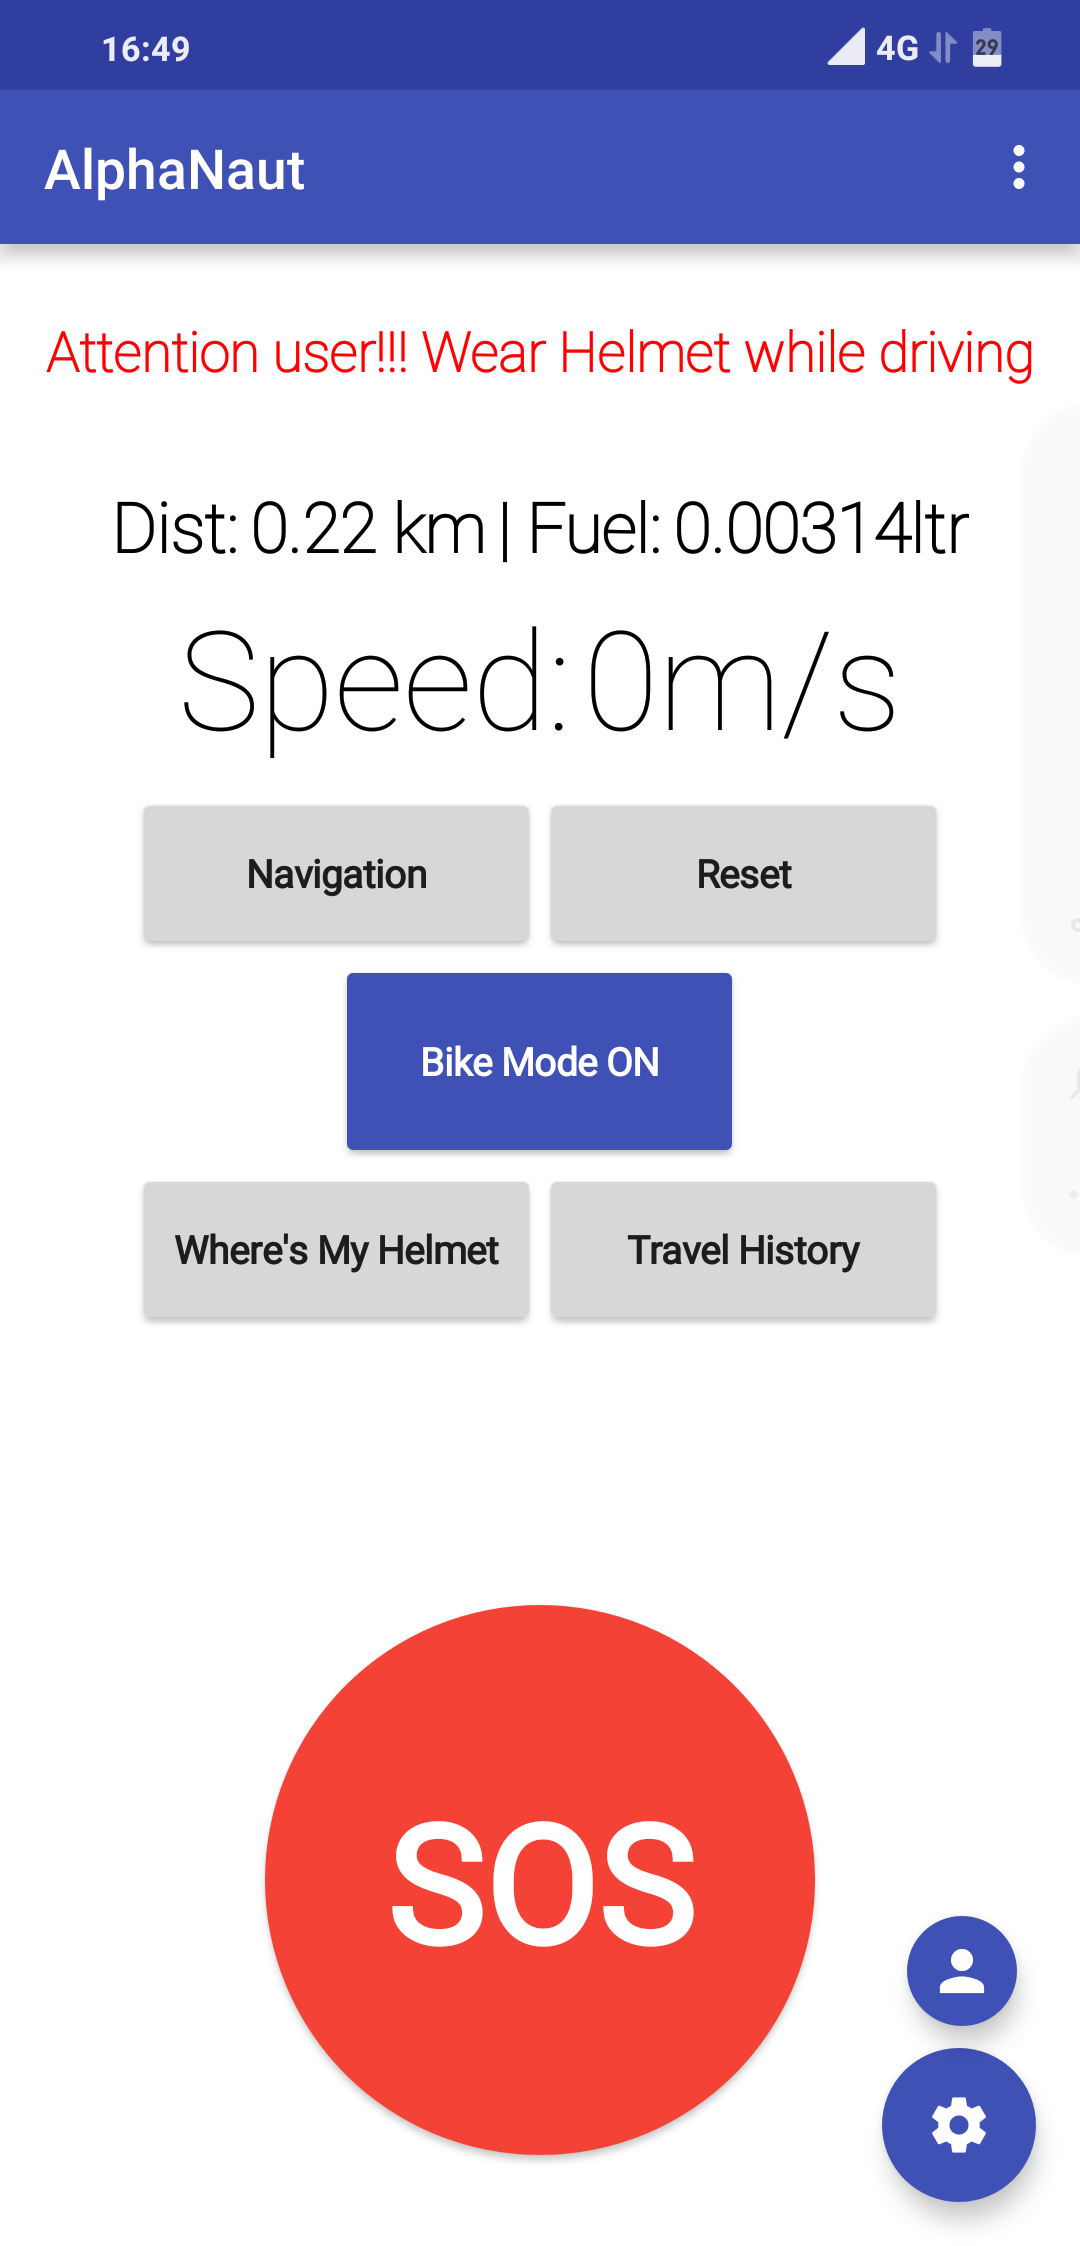 16:49 4G 29
AlphaNaut
Attention user!!! Wear Helmet while driving
Dist: 0.22 km | Fuel: 0.00314ltr
Speed:0m/s
Navigation Reset
Bike Mode ON
Where's My Helmet Travel History
SOS